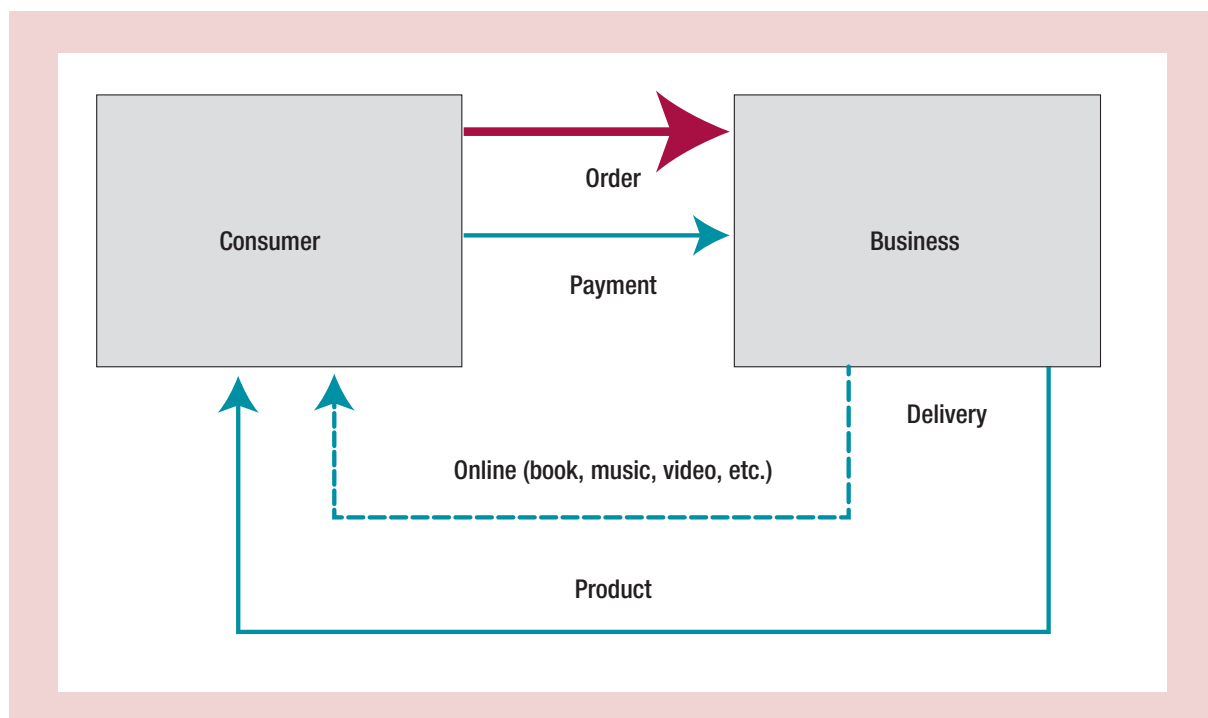 Order
Consumer
Business
Payment
Delivery
Online (book, music, video, etc.)
Product